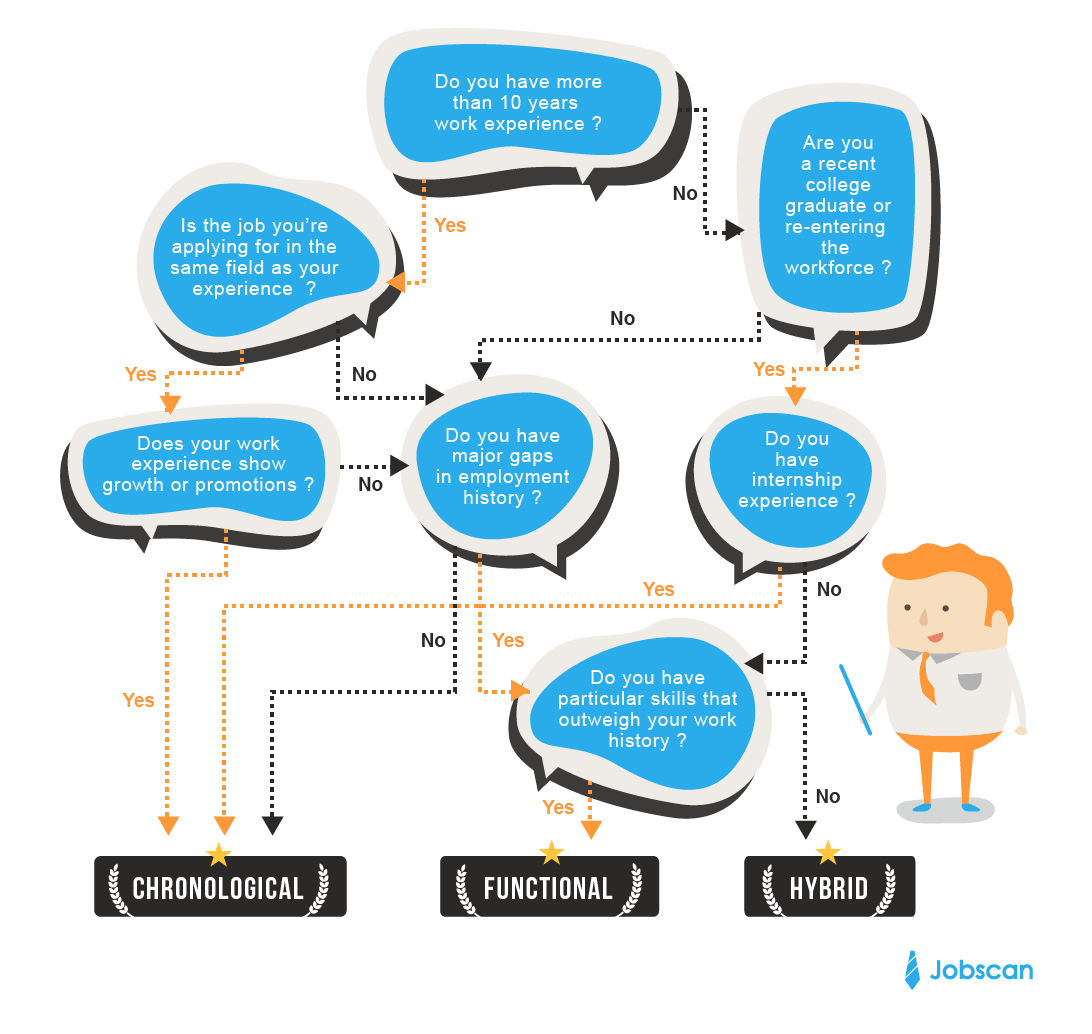 Do you have more
than 10 years
work experience ?
Are you
a recent
college
graduate or
re-entering
the
workforce ?
No
Yes
Is the job you're
applying for in the
same field as your
experience ?
No
Yes
No
Yes
Does your work
experience show
growth or promotions ?
No
Do you have
major gaps
in employment
history ?
Do you
have
internship
experience ?
Yes
No
No
Yes
Yes
Do you have
particular skills that
outweigh your work
history ?
Yes
No
CHRONOLOGICAL
FUNCTIONAL
HYBRID
Jobscan